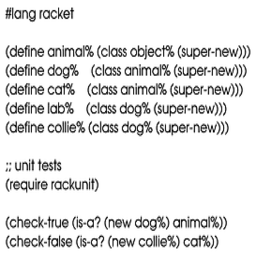 #lang racket
(define animal% (class object% (super-new)))
(define dog% (class animal% (super-new)))
(define cat% (class animal% (super-new)))
(define lab% (class dog% (super-new)))
(define collie% (class dog% (super-new)))
;; unit tests
(require rackunit)
(check-true (is-a? (new dog%) animal%))
(check-false (is-a? (new collie%) cat%))